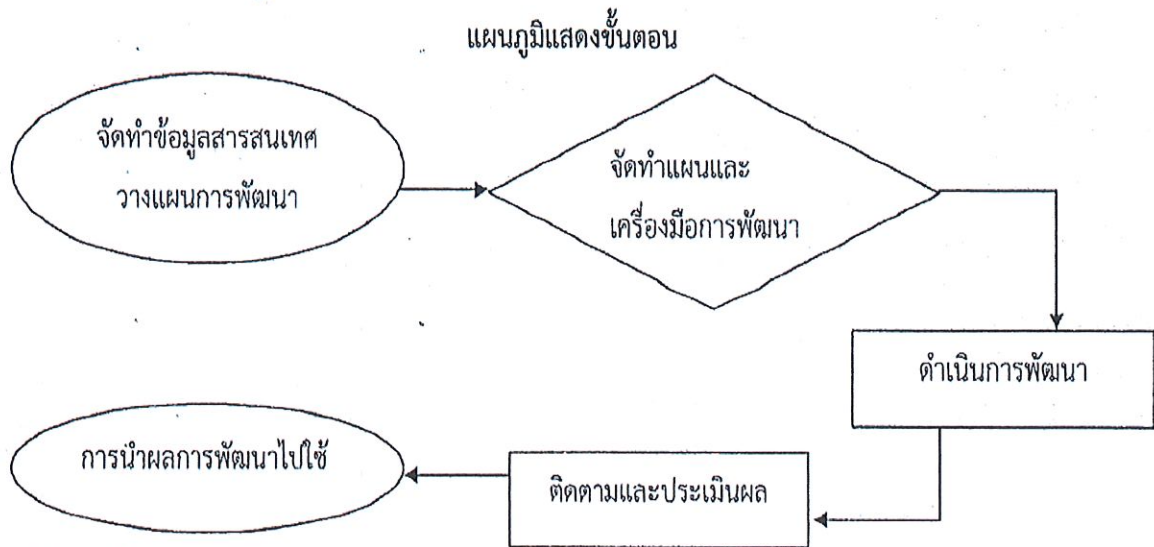 แผนภูมิแสดงขั้นตอน
จัดทำข้อมูลสารสนเทศ
วางแผนการพัฒนา
จัดทำแผนและ
เครื่องมือการพัฒนา
ดำเนินการพัฒนา
ติดตามและประเมินผล
การนำผลการพัฒนาไปใช้